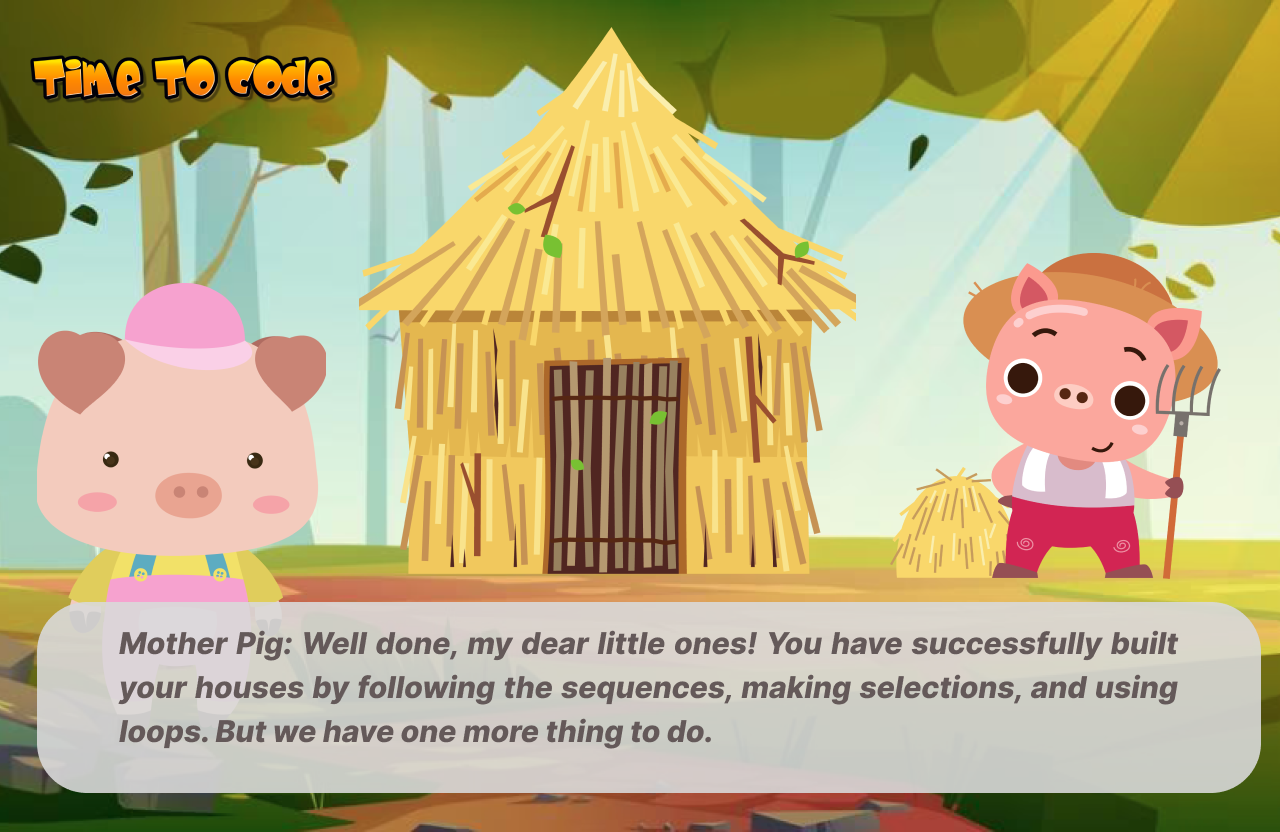 Time To Code
Mother Pig: Well done, my dear little ones! You have successfully built
your houses by following the sequences, making selections, and using
loops. But we have one more thing to do.